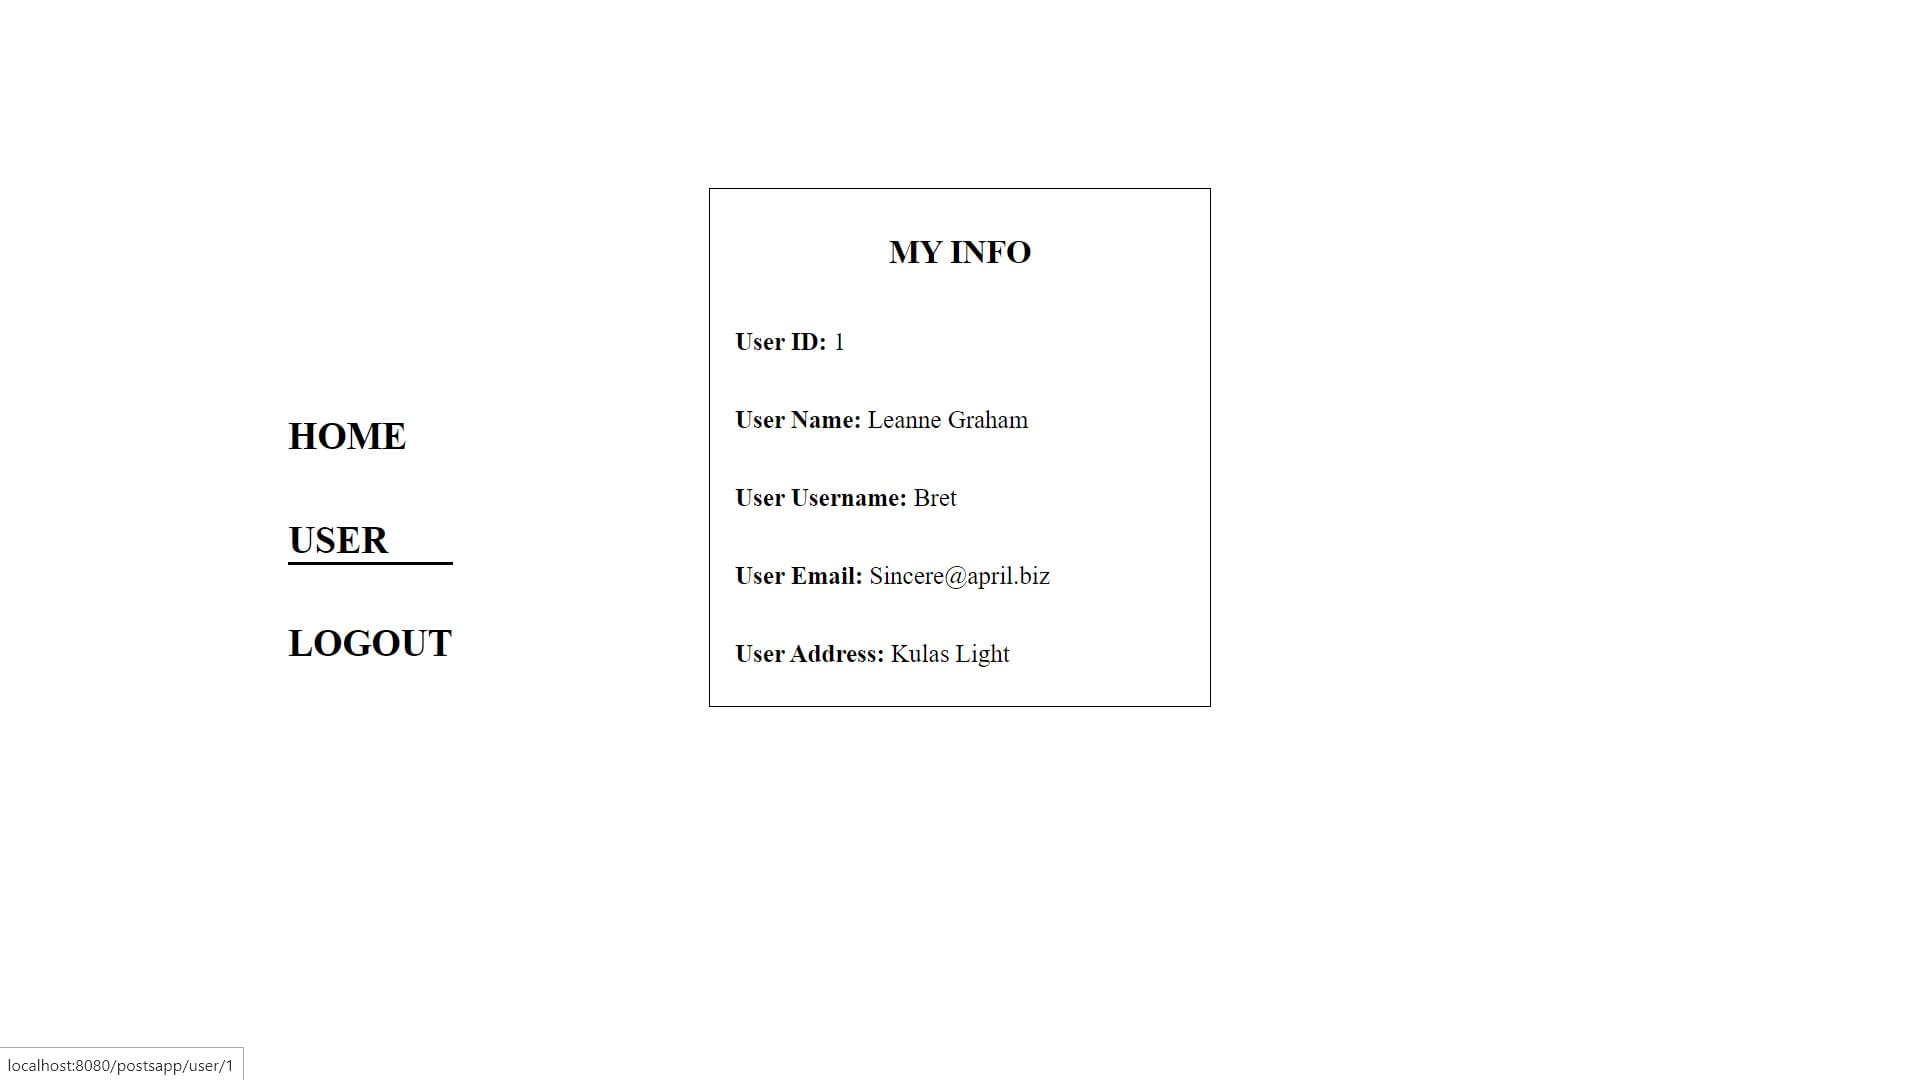 HOME
USER
LOGOUT
MY INFO
User ID: 1
User Name: Leanne Graham
User Username: Bret
User Email: Sincere@april.biz
User Address: Kulas Light
localhost:8080/postsapp/user/1